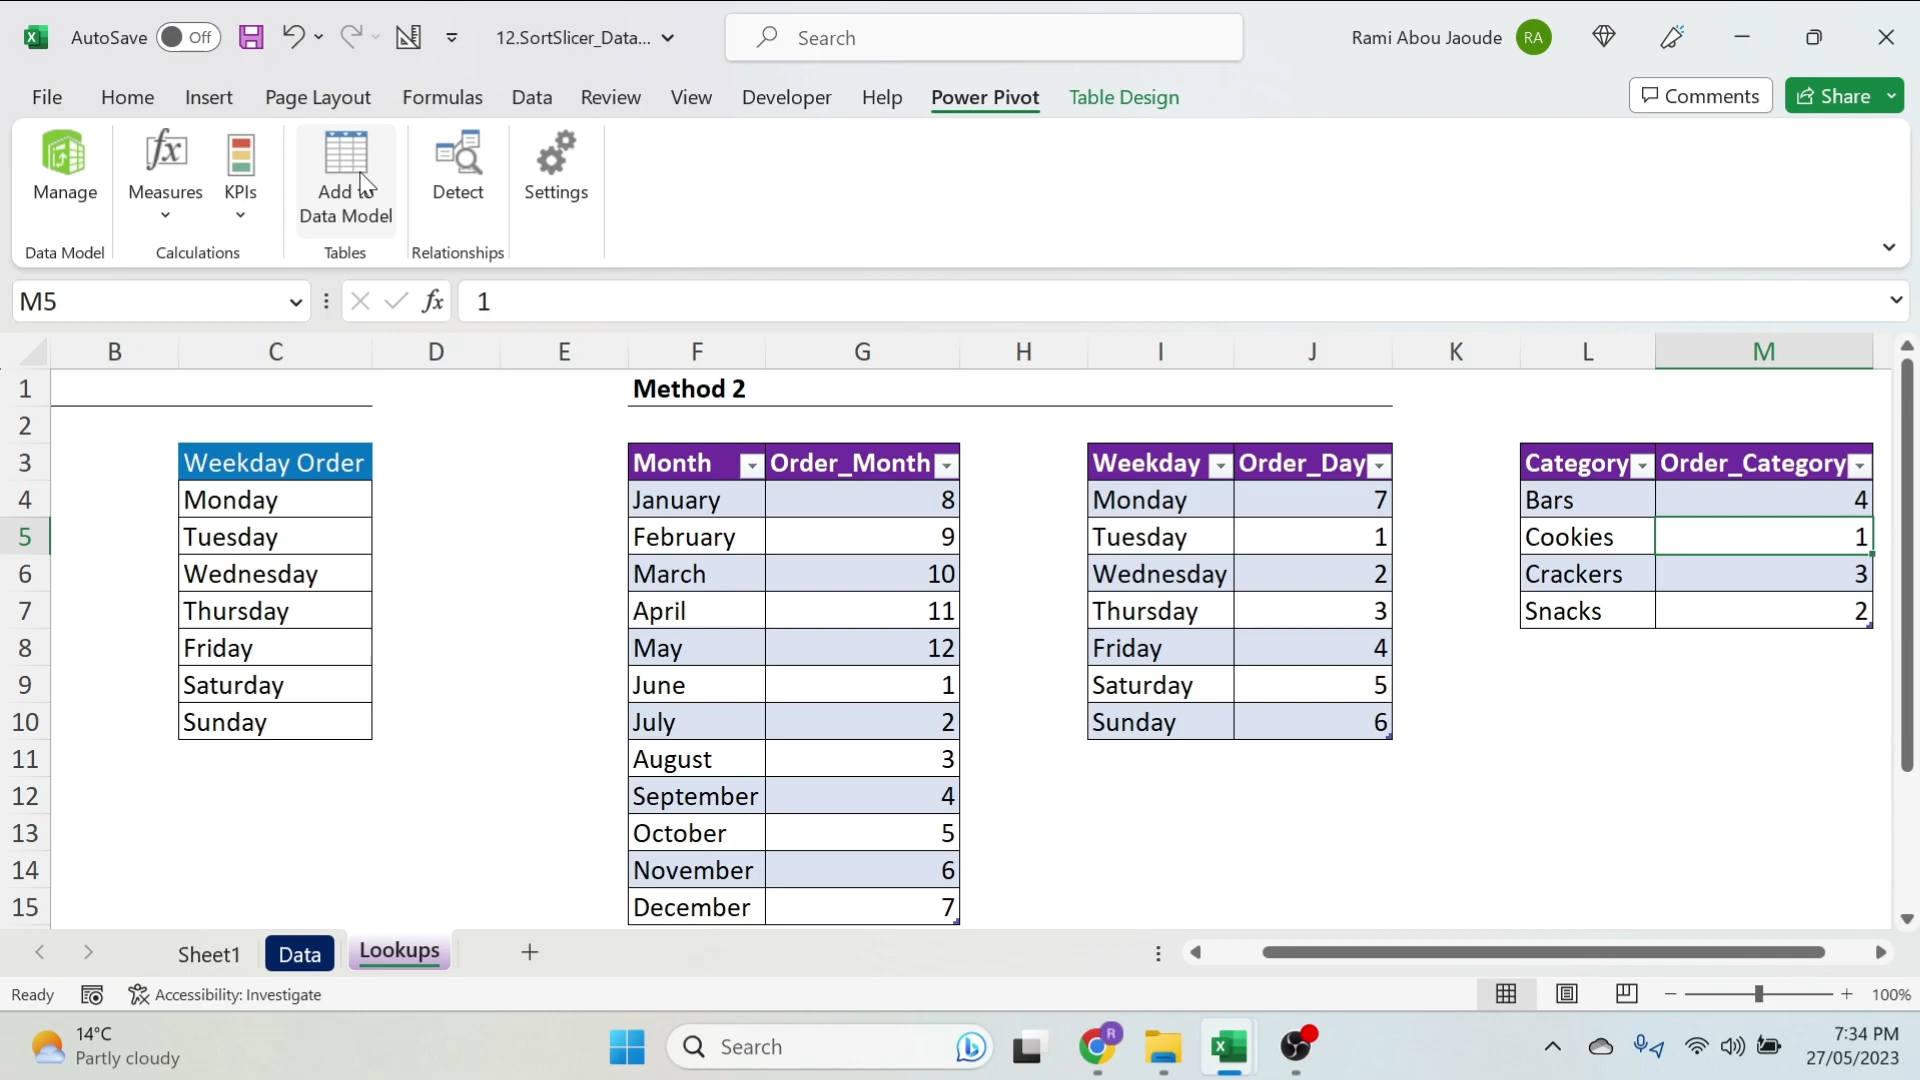 AutoSave Off 12.SortSlicer_Data... Search Rami Abou Jaoude RA
File Home Insert Page Layout Formulas Data Review View Developer Help Power Pivot Table Design Comments Share
Manage Measures KPIs Add to Data Model Detect Settings
Data Model Calculations Tables Relationships
M5 fx 1
B C D E F G H I J K L M
1 Method 2
2
3 Weekday Order Month Order_Month Weekday Order_Day Category Order_Category
4 Monday January 8 Monday 7 Bars 4
5 Tuesday February 9 Tuesday 1 Cookies 1
6 Wednesday March 10 Wednesday 2 Crackers 3
7 Thursday April 11 Thursday 3 Snacks 2
8 Friday May 12 Friday 4
9 Saturday June 1 Saturday 5
10 Sunday July 2 Sunday 6
11 August 3
12 September 4
13 October 5
14 November 6
15 December 7
Sheet1 Data Lookups
Ready Accessibility: Investigate 100%
14°C Search R 7:34 PM
Partly cloudy 27/05/2023